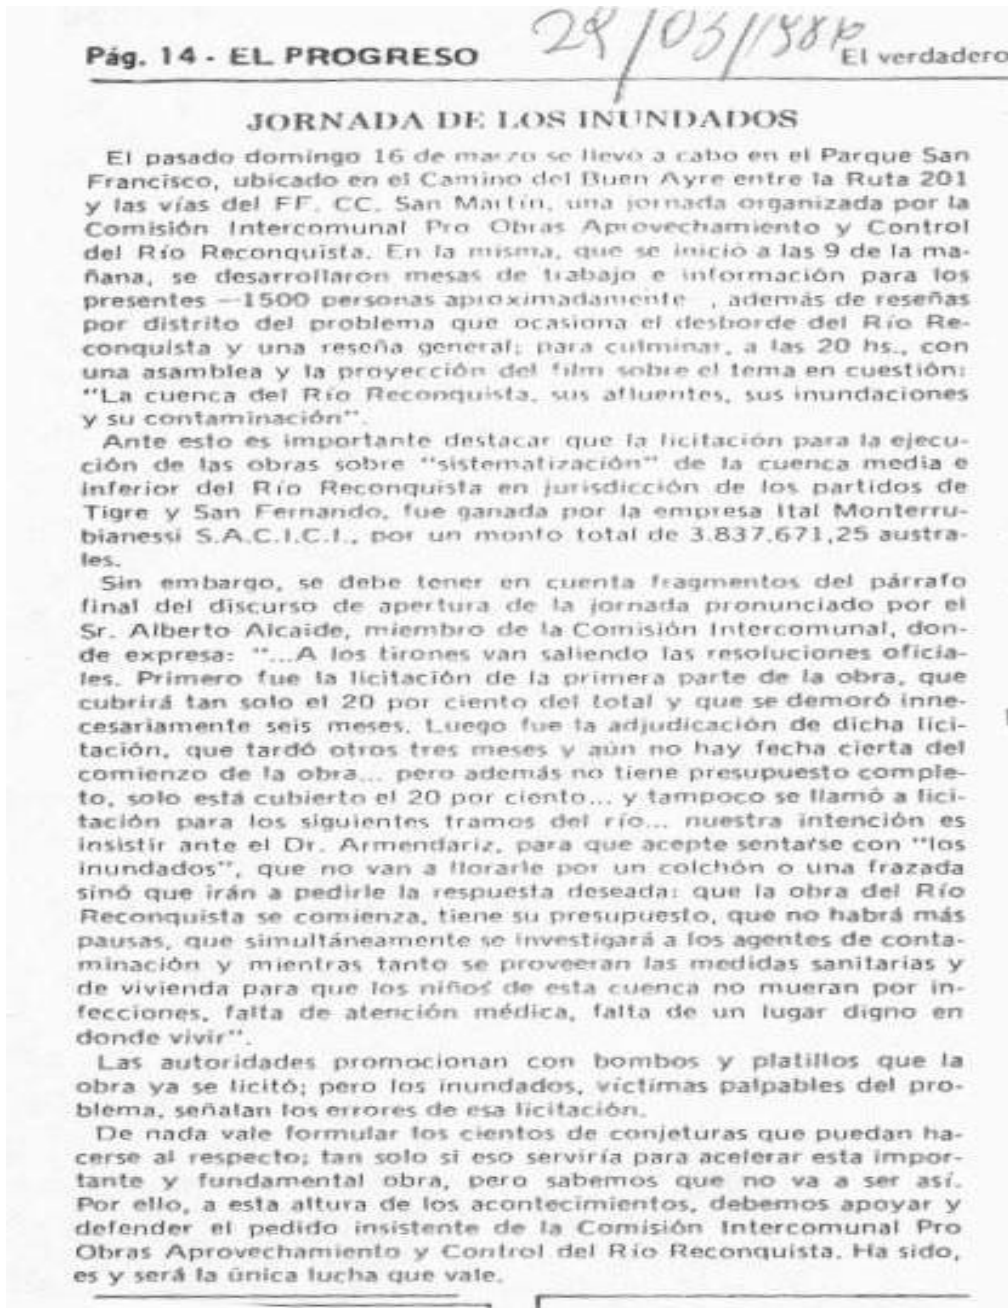 29/03/198
Pág. 14 - EL PROGRESO
El verdadero
JORNADA DE LOS INUNDADOS
El pasado domingo 16 de marzo se llevó a cabo en el Parque San
Francisco, ubicado en el Camino del Buen Ayre entre la Ruta 201
y las vías del FF. CC. San Martín, una jornada organizada por la
Comisión Intercomunal Pro Obras Aprovechamiento y Control
del Río Reconquista. En la misma, que se inició a las 9 de la ma-
ñana, se desarrollaron mesas de trabajo e información para los
presentes —1500 personas aproximadamente , además de reseñas
por distrito del problema que ocasiona el desborde del Río Re-
conquista y una reseña general; para culminar, a las 20 hs., con
una asamblea y la proyección del film sobre el tema en cuestión:
"La cuenca del Río Reconquista, sus afluentes, sus inundaciones
y su contaminación".
Ante esto es importante destacar que la licitación para la ejecu-
ción de las obras sobre "sistematización" de la cuenca media e
inferior del Río Reconquista en jurisdicción de los partidos de
Tigre y San Fernando, fue ganada por la empresa Ital Monterru-
bianessi S.A.C.I.C.I., por un monto total de 3.837.671,25 austra-
les.
Sin embargo, se debe tener en cuenta fragmentos del párrafo
final del discurso de apertura de la jornada pronunciado por el
Sr. Alberto Alcaide, miembro de la Comisión Intercomunal, don-
de expresa: "...A los tirones van saliendo las resoluciones oficia-
les. Primero fue la licitación de la primera parte de la obra, que
cubrirá tan solo el 20 por ciento del total y que se demoró inne-
cesariamente seis meses. Luego fue la adjudicación de dicha lici-
tación, que tardó otros tres meses y aún no hay fecha cierta del
comienzo de la obra... pero además no tiene presupuesto comple-
to, solo está cubierto el 20 por ciento... y tampoco se llamó a lici-
tación para los siguientes tramos del río... nuestra intención es
insistir ante el Dr. Armendariz, para que acepte sentarse con "los
inundados", que no van a llorarle por un colchón o una frazada
sinó que irán a pedirle la respuesta deseada: que la obra del Río
Reconquista se comienza, tiene su presupuesto, que no habrá más
pausas, que simultáneamente se investigará a los agentes de conta-
minación y mientras tanto se proveeran las medidas sanitarias y
de vivienda para que los niños de esta cuenca no mueran por in-
fecciones, falta de atención médica, falta de un lugar digno en
donde vivir".
Las autoridades promocionan con bombos y platillos que la
obra ya se licitó; pero los inundados, víctimas palpables del pro-
blema, señalan los errores de esa licitación.
De nada vale formular los cientos de conjeturas que puedan ha-
cerse al respecto; tan solo si eso serviría para acelerar esta impor-
tante y fundamental obra, pero sabemos que no va a ser así.
Por ello, a esta altura de los acontecimientos, debemos apoyar y
defender el pedido insistente de la Comisión Intercomunal Pro
Obras Aprovechamiento y Control del Río Reconquista. Ha sido,
es y será la única lucha que vale.